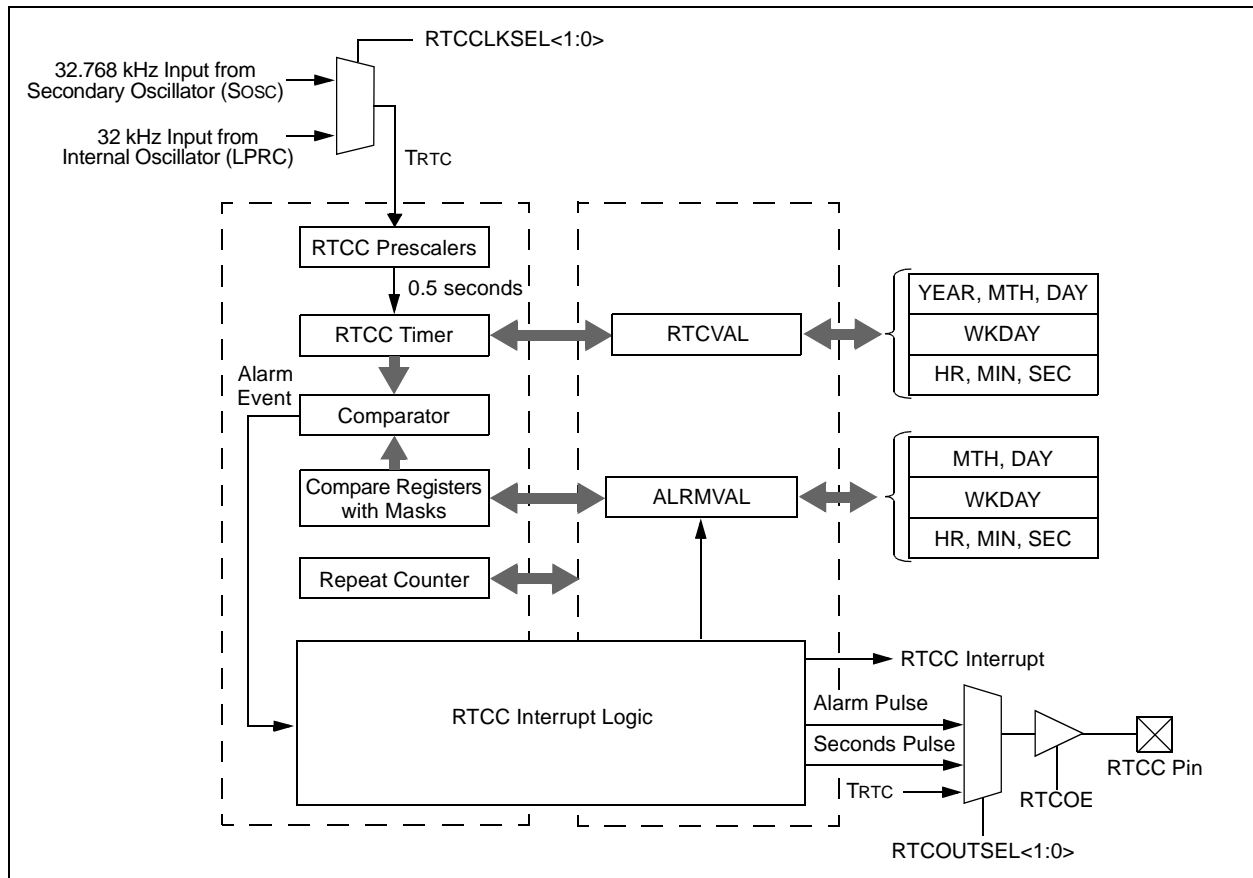 RTCCLKSEL<1:0>
32.768 kHz Input from
Secondary Oscillator (SOSC)
32 kHz Input from
Internal Oscillator (LPRC)
TRTC
RTCC Prescalers
0.5 seconds
RTCC Timer
RTCVAL
YEAR, MTH, DAY
WKDAY
HR, MIN, SEC
Alarm
Event
Comparator
Compare Registers
with Masks
ALRMVAL
MTH, DAY
WKDAY
HR, MIN, SEC
Repeat Counter
RTCC Interrupt Logic
RTCC Interrupt
Alarm Pulse
Seconds Pulse
TRTC
RTCC Pin
RTCOE
RTCOUTSEL<1:0>